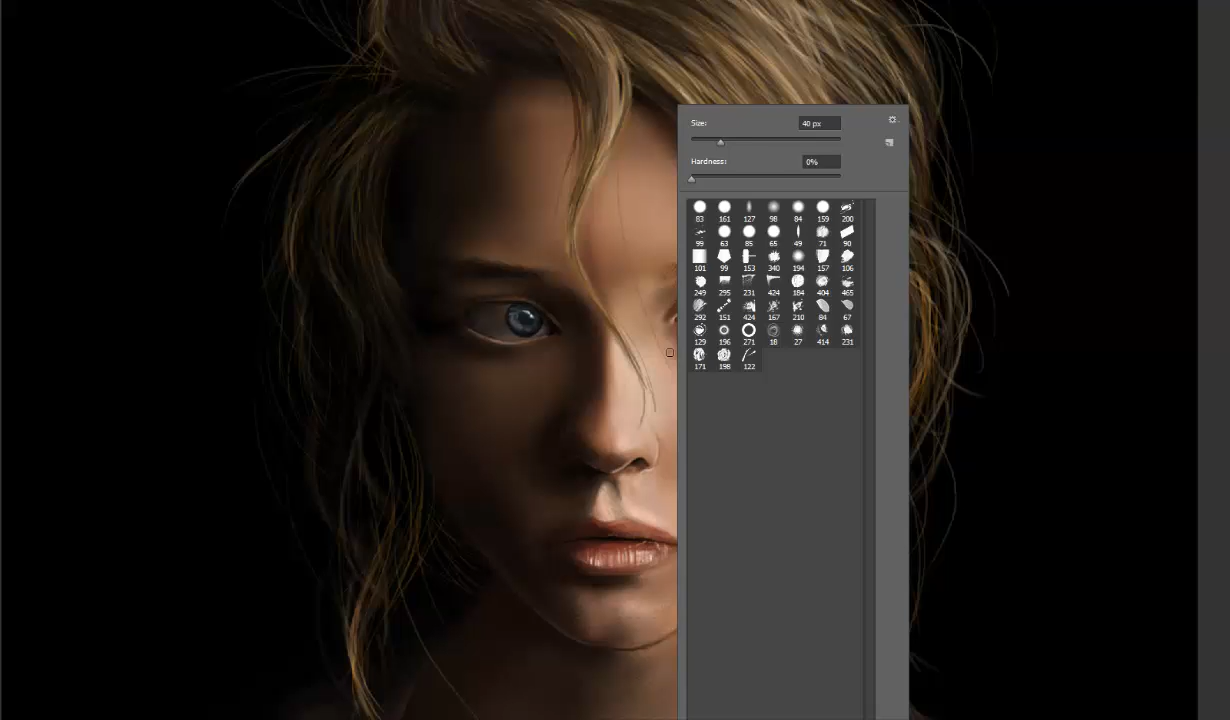 Size: 40 px
Hardness: 0%
83 161 127 98 84 159 200
99 63 85 65 49 71 90
101 99 153 340 194 157 106
249 295 231 424 184 404 465
292 151 424 167 210 84 67
129 196 271 18 27 414 231
171 198 122